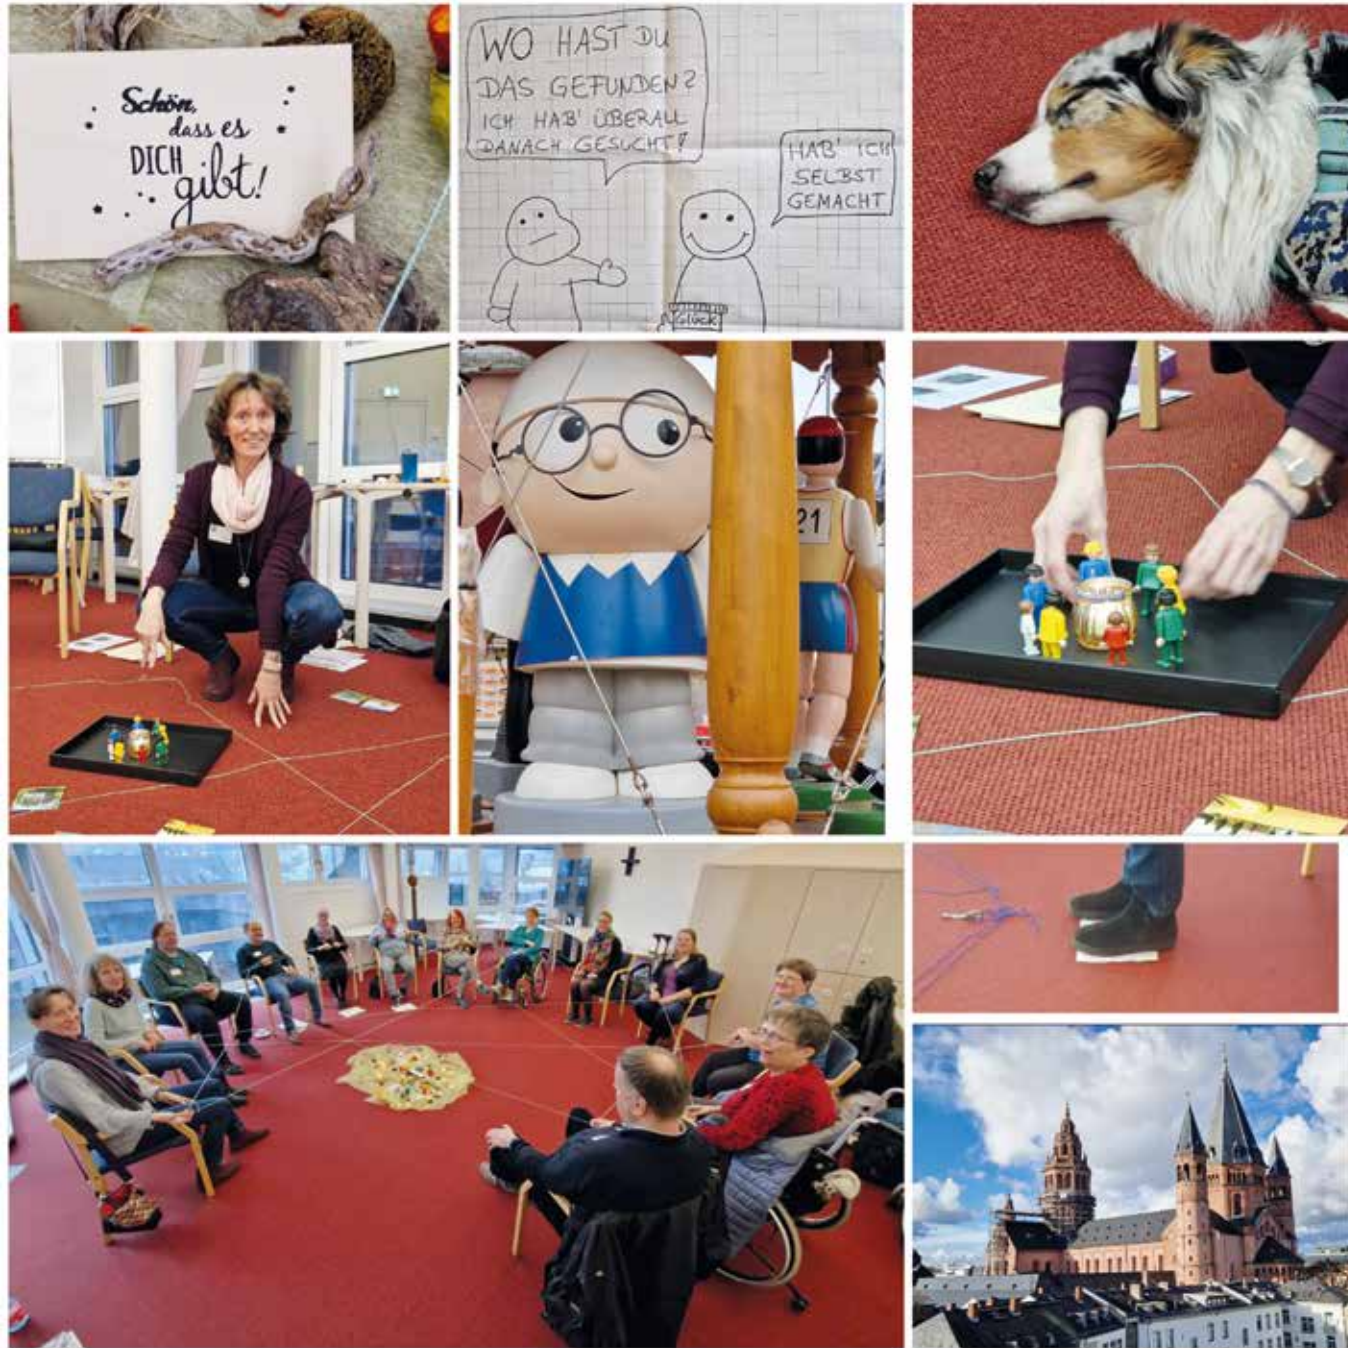 Schön,
dass es
DICH
gibt!
WO HAST DU
DAS GEFUNDEN?
ICH HAB' ÜBERALL
DANACH GESUCHT!
HAB' ICH
SELBST
GEMACHT
Glück
21